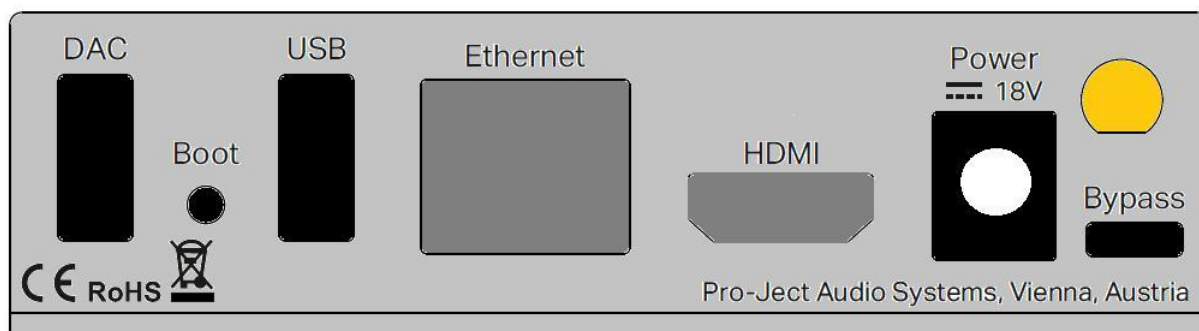 DAC
USB
Ethernet
Power
18V
Boot
HDMI
Bypass
CE RoHS
Pro-Ject Audio Systems, Vienna, Austria